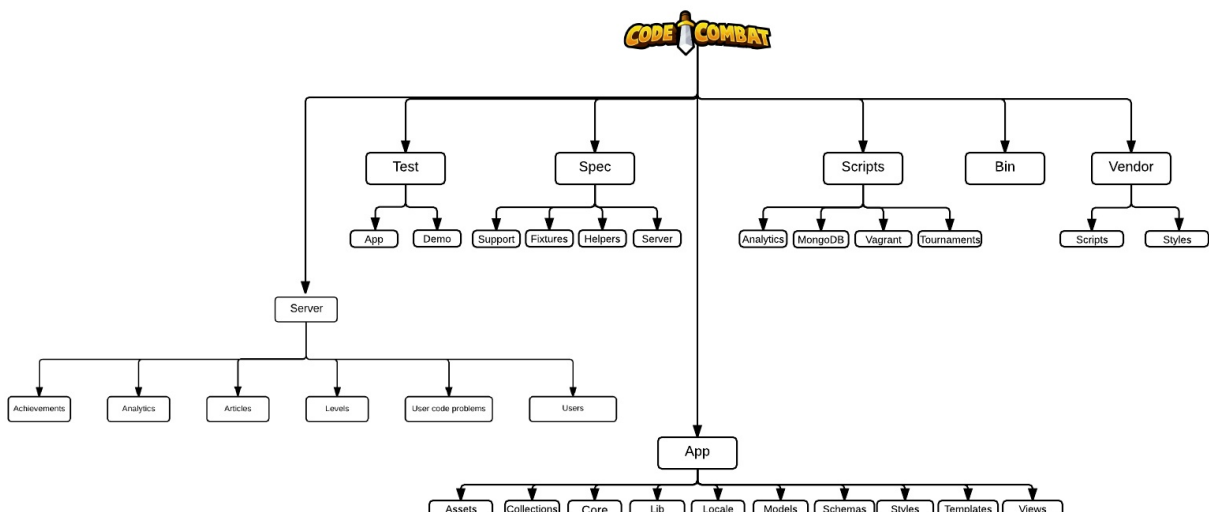 CODE COMBAT
Test
Spec
Scripts
Bin
Vendor
App
Demo
Support
Fixtures
Helpers
Server
Analytics
MongoDB
Vagrant
Tournaments
Scripts
Styles
Server
Achievements
Analytics
Articles
Levels
User code problems
Users
App
Assets
Collections
Core
Lib
Locale
Models
Schemas
Styles
Templates
Views